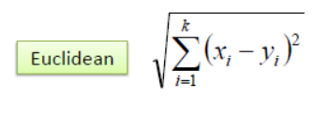 Euclidean
√∑_{i=1}^{k} (x_i − y_i)^2